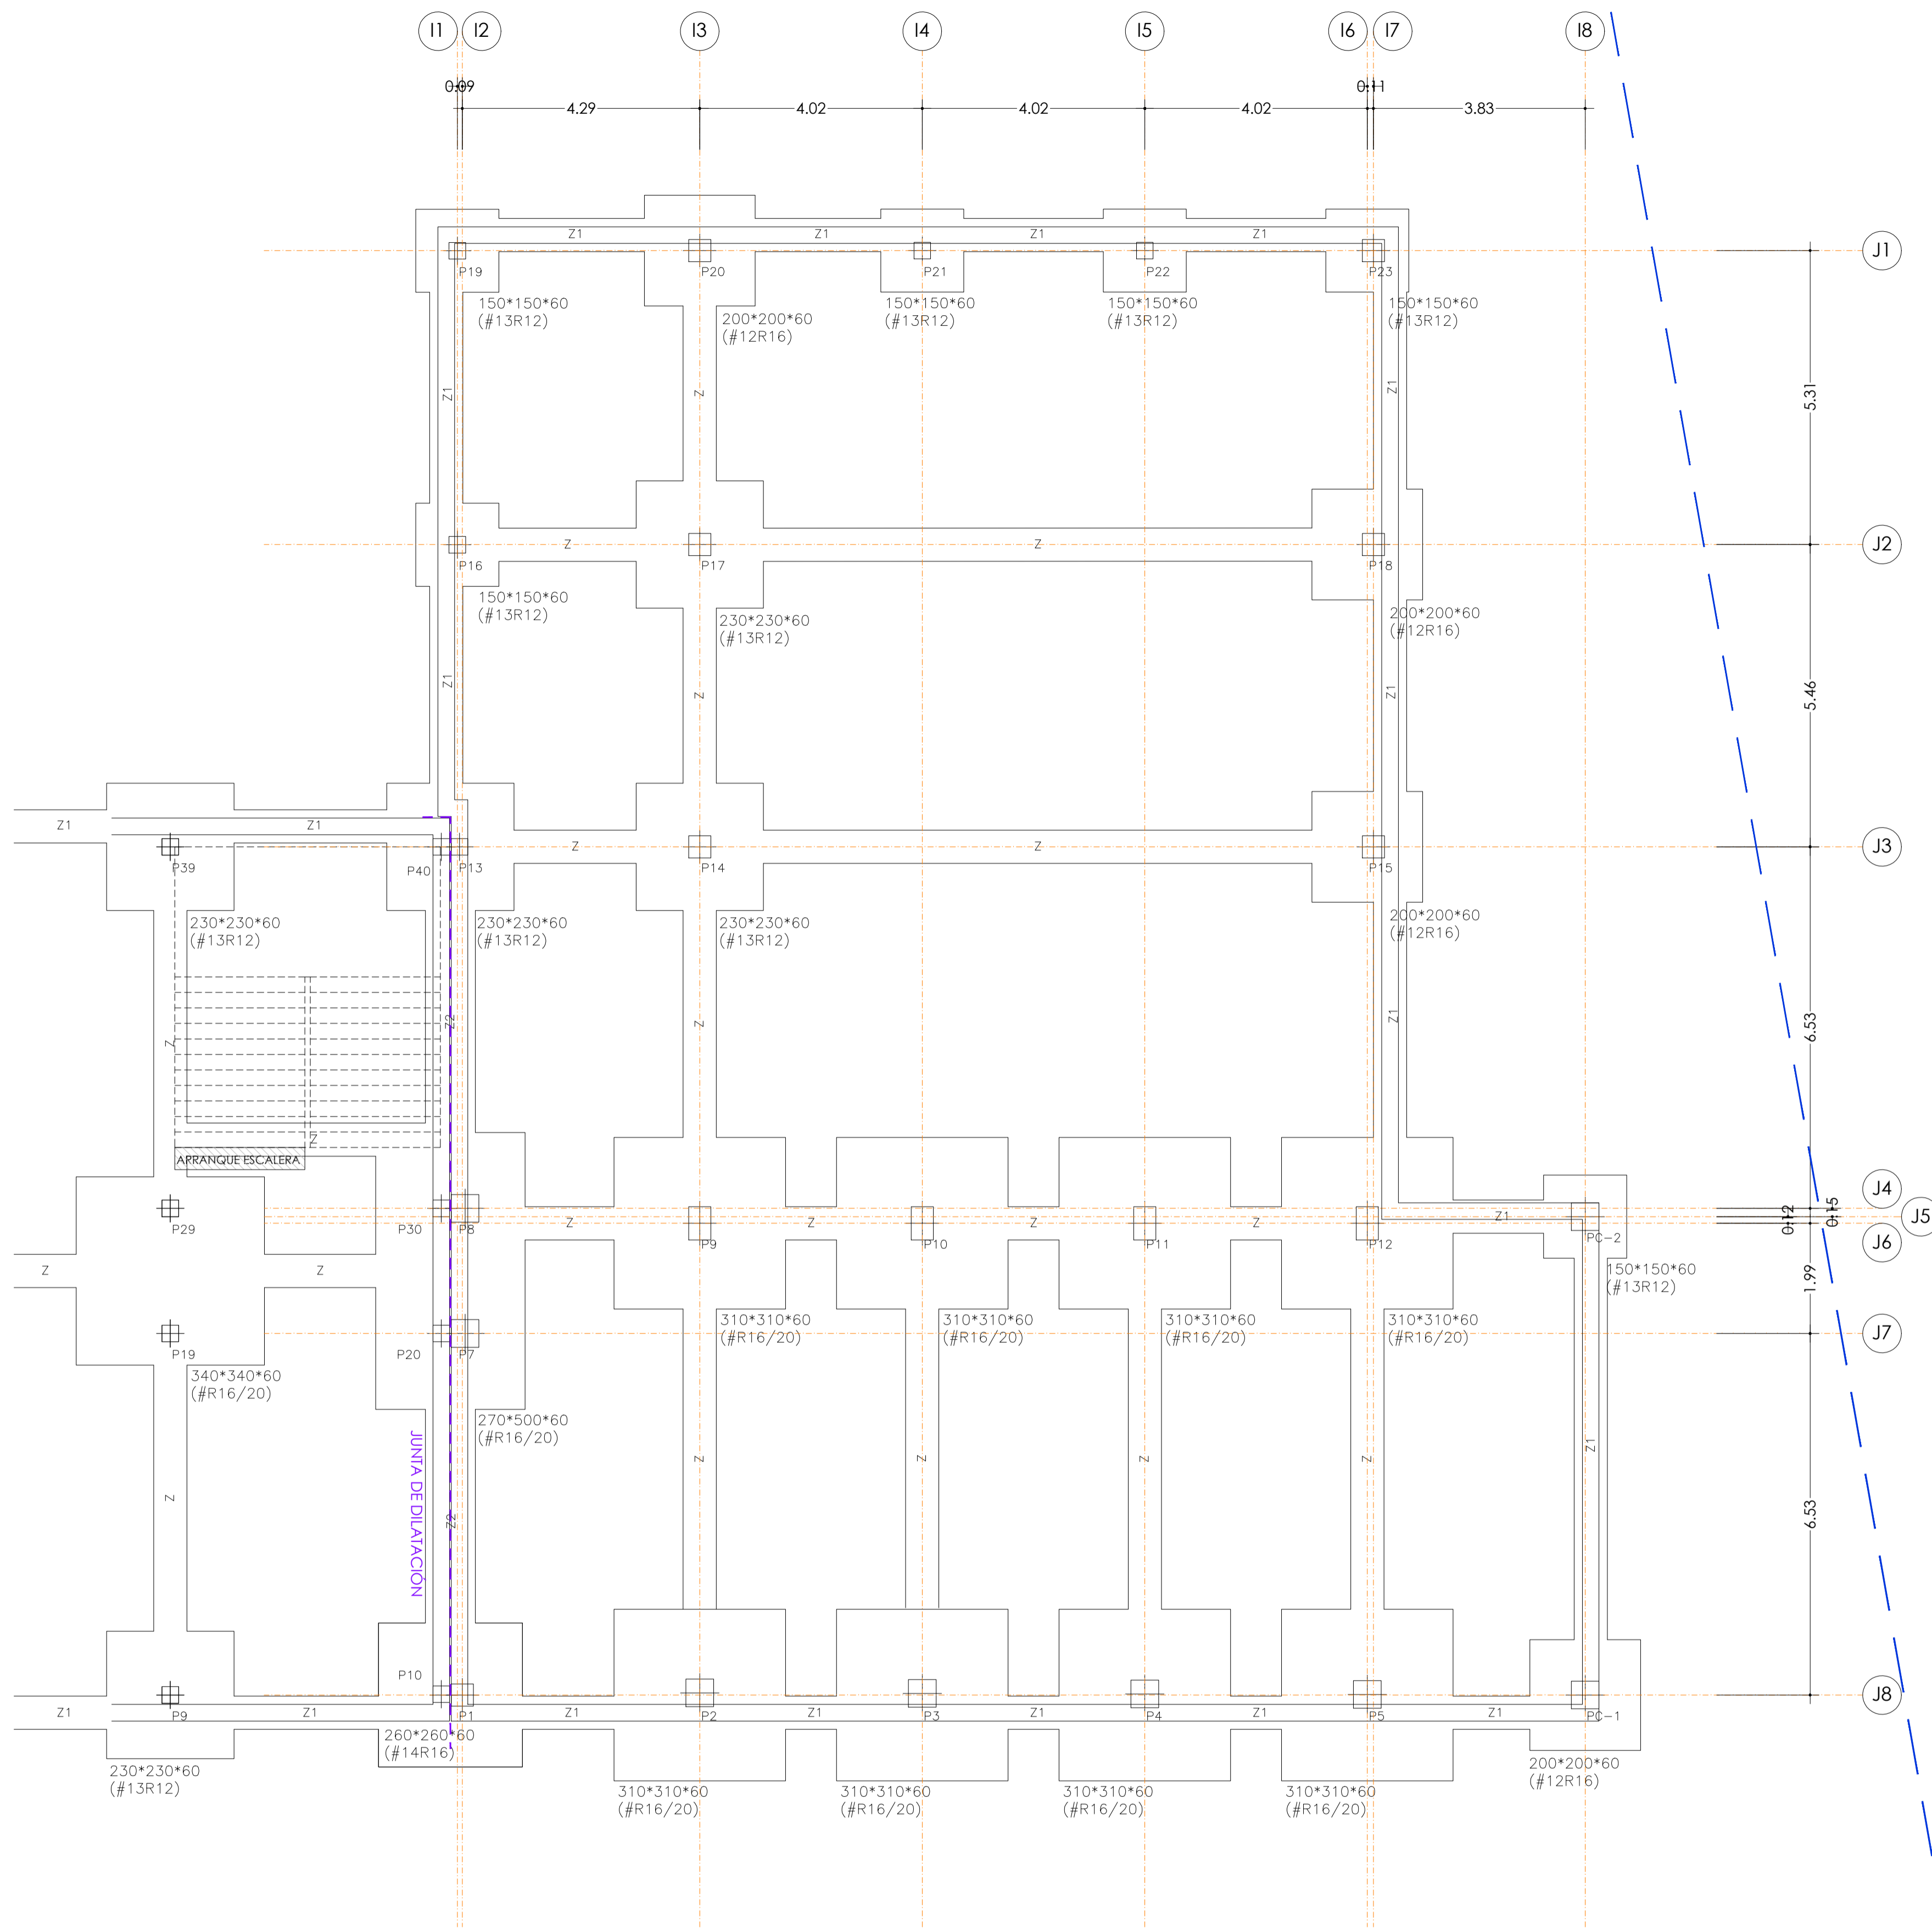 I1 I2 I3 I4 I5 I6 I7 I8
0.09 0.11
4.29 4.02 4.02 4.02 3.83
Z1 Z1 Z1 Z1
J1
P19 P20 P21 P22 P23
150*150*60 200*200*60 150*150*60 150*150*60 150*150*60
(#13R12) (#12R16) (#13R12) (#13R12) (#13R12)
Z1 Z Z1 5.31
Z Z J2
P16 P17 P18
150*150*60 230*230*60 200*200*60
(#13R12) (#13R12) (#12R16)
Z1 Z Z1 5.46
Z1 Z1
Z Z J3
P39 P40 P13 P14 P15
230*230*60 230*230*60 230*230*60 200*200*60
(#13R12) (#13R12) (#13R12) (#12R16)
Z Z2 Z Z1 6.53
Z
ARRANQUE ESCALERA
J4
0.12 0.15 J5
Z Z Z Z1
J6
P29 P30 P8 P9 P10 P11 P12 PC-2
Z Z 1.99
150*150*60
(#13R12)
310*310*60 310*310*60 310*310*60 310*310*60
(#R16/20) (#R16/20) (#R16/20) (#R16/20)
J7
P19 P20 P7
340*340*60
(#R16/20)
270*500*60
(#R16/20)
JUNTA DE DILATACIÓN
Z Z2 Z Z Z Z Z1 6.53
P10
J8
Z1 P9 Z1 P1 Z1 P2 Z1 P3 Z1 P4 Z1 P5 Z1 PC-1
260*260*60
(#14R16)
230*230*60
(#13R12)
200*200*60
(#12R16)
310*310*60 310*310*60 310*310*60 310*310*60
(#R16/20) (#R16/20) (#R16/20) (#R16/20)